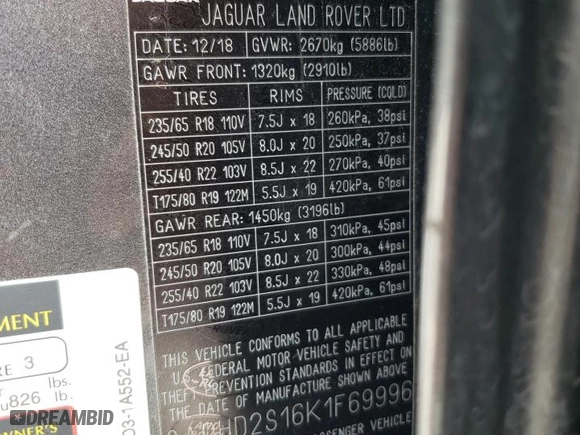 JAGUAR LAND ROVER LTD.
DATE: 12/18 GVWR: 2670kg (5886lb)
GAWR FRONT: 1320kg (2910lb)
TIRES RIMS PRESSURE (COLD)
235/65 R18 110V 7.5J x 18 260kPa, 38psi
245/50 R20 105V 8.0J x 20 250kPa, 37psi
255/40 R22 103V 8.5J x 22 270kPa, 40psi
T175/80 R19 122M 5.5J x 19 420kPa, 61psi
GAWR REAR: 1450kg (3196lb)
235/65 R18 110V 7.5J x 18 310kPa, 45psi
245/50 R20 105V 8.0J x 20 300kPa, 44psi
255/40 R22 103V 8.5J x 22 330kPa, 48psi
T175/80 R19 122M 5.5J x 19 420kPa, 61psi
THIS VEHICLE CONFORMS TO ALL APPLICABLE
U.S. FEDERAL MOTOR VEHICLE SAFETY AND
THEFT PREVENTION STANDARDS IN EFFECT
DATE OF MANUFACTURE SHOWN ABOVE
HD2S16K1F69996
PASSENGER VEHICLE
MENT
RE 3
826 lbs.
D3-1A552-EA
WNER'S
DREAMBID